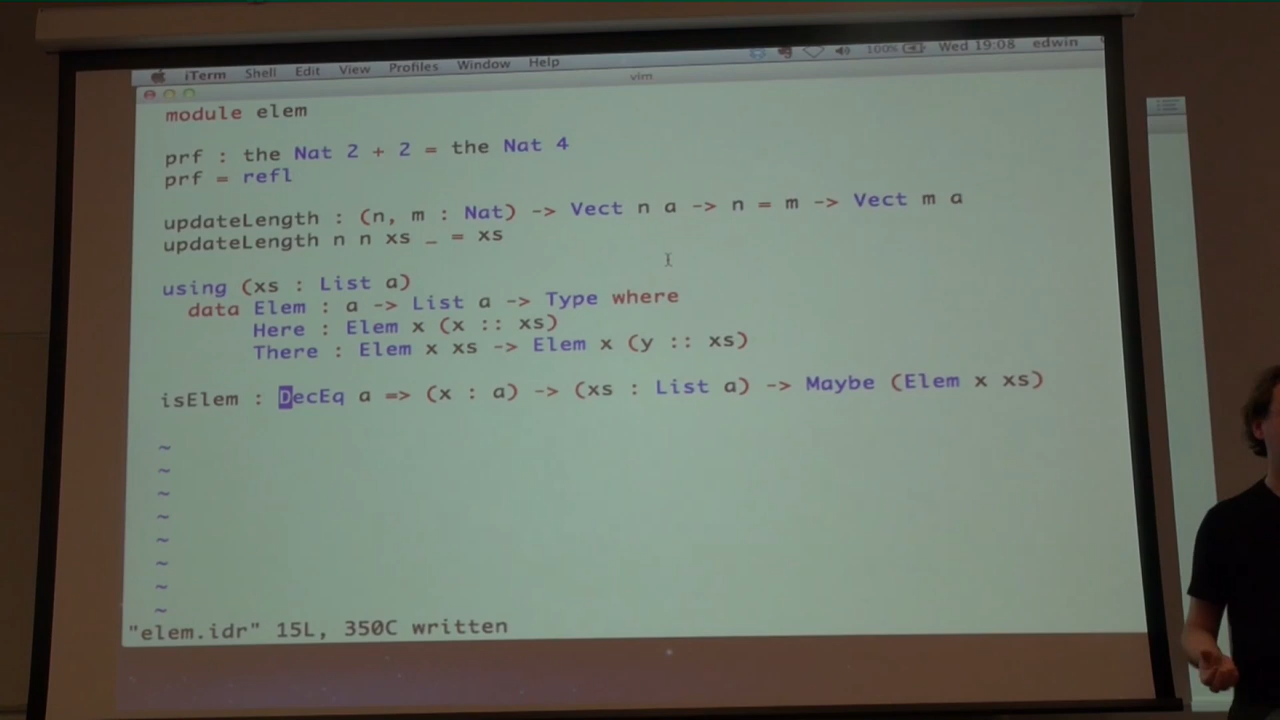 iTerm Shell Edit View Profiles Window Help 100% Wed 19:08 edwin
vim
module elem
prf : the Nat 2 + 2 = the Nat 4
prf = refl
updateLength : (n, m : Nat) -> Vect n a -> n = m -> Vect m a
updateLength n n xs _ = xs
using (xs : List a)
data Elem : a -> List a -> Type where
Here : Elem x (x :: xs)
There : Elem x xs -> Elem x (y :: xs)
isElem : DecEq a => (x : a) -> (xs : List a) -> Maybe (Elem x xs)
~
~
~
~
~
~
~
~
"elem.idr" 15L, 350C written